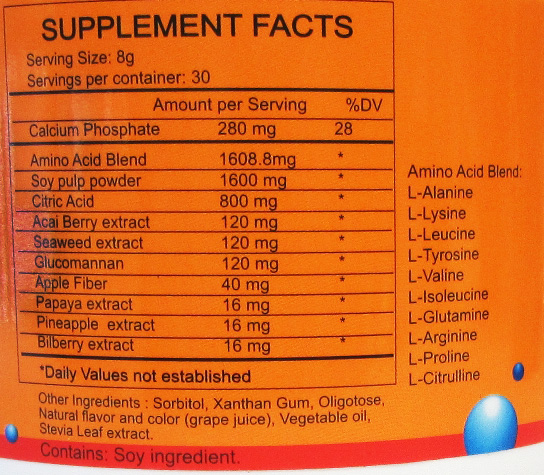 SUPPLEMENT FACTS
Serving Size: 8g
Servings per container: 30
Amount per Serving %DV
Calcium Phosphate 280 mg 28
Amino Acid Blend 1608.8mg *
Soy pulp powder 1600 mg *
Citric Acid 800 mg *
Acai Berry extract 120 mg *
Seaweed extract 120 mg *
Glucomannan 120 mg *
Apple Fiber 40 mg *
Papaya extract 16 mg *
Pineapple extract 16 mg *
Bilberry extract 16 mg *
*Daily Values not established
Other Ingredients : Sorbitol, Xanthan Gum, Oligotose,
Natural flavor and color (grape juice), Vegetable oil,
Stevia Leaf extract.
Contains: Soy ingredient.
Amino Acid Blend:
L-Alanine
L-Lysine
L-Leucine
L-Tyrosine
L-Valine
L-Isoleucine
L-Glutamine
L-Arginine
L-Proline
L-Citrulline